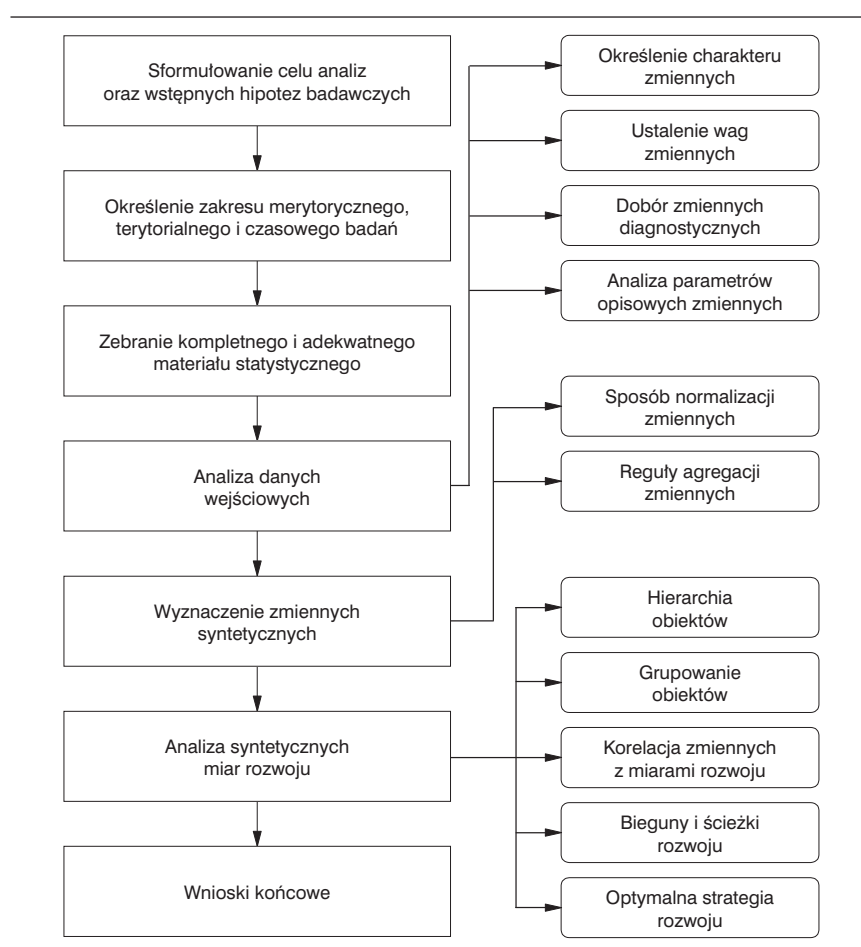 Sformułowanie celu analiz
oraz wstępnych hipotez badawczych
Określenie zakresu merytorycznego,
terytorialnego i czasowego badań
Zebranie kompletnego i adekwatnego
materiału statystycznego
Analiza danych
wejściowych
Wyznaczenie zmiennych
syntetycznych
Analiza syntetycznych
miar rozwoju
Wnioski końcowe
Określenie charakteru
zmiennych
Ustalenie wag
zmiennych
Dobór zmiennych
diagnostycznych
Analiza parametrów
opisowych zmiennych
Sposób normalizacji
zmiennych
Reguły agregacji
zmiennych
Hierarchia
obiektów
Grupowanie
obiektów
Korelacja zmiennych
z miarami rozwoju
Bieguny i ścieżki
rozwoju
Optymalna strategia
rozwoju